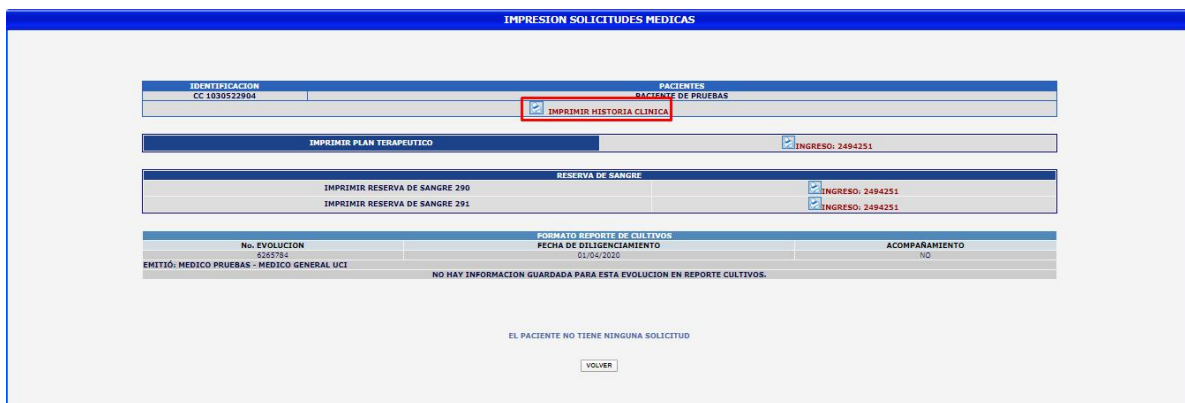 IMPRESION SOLICITUDES MEDICAS
IDENTIFICACION PACIENTES
CC 1030522904 PACIENTE DE PRUEBAS
IMPRIMIR HISTORIA CLINICA
IMPRIMIR PLAN TERAPEUTICO INGRESO: 2494251
RESERVA DE SANGRE
IMPRIMIR RESERVA DE SANGRE 290 INGRESO: 2494251
IMPRIMIR RESERVA DE SANGRE 291 INGRESO: 2494251
FORMATO REPORTE DE CULTIVOS
No. EVOLUCION FECHA DE DILIGENCIAMIENTO ACOMPAÑAMIENTO
6265784 01/04/2020 NO
EMITIÓ: MEDICO PRUEBAS - MEDICO GENERAL UCI
NO HAY INFORMACION GUARDADA PARA ESTA EVOLUCION EN REPORTE CULTIVOS.
EL PACIENTE NO TIENE NINGUNA SOLICITUD
VOLVER